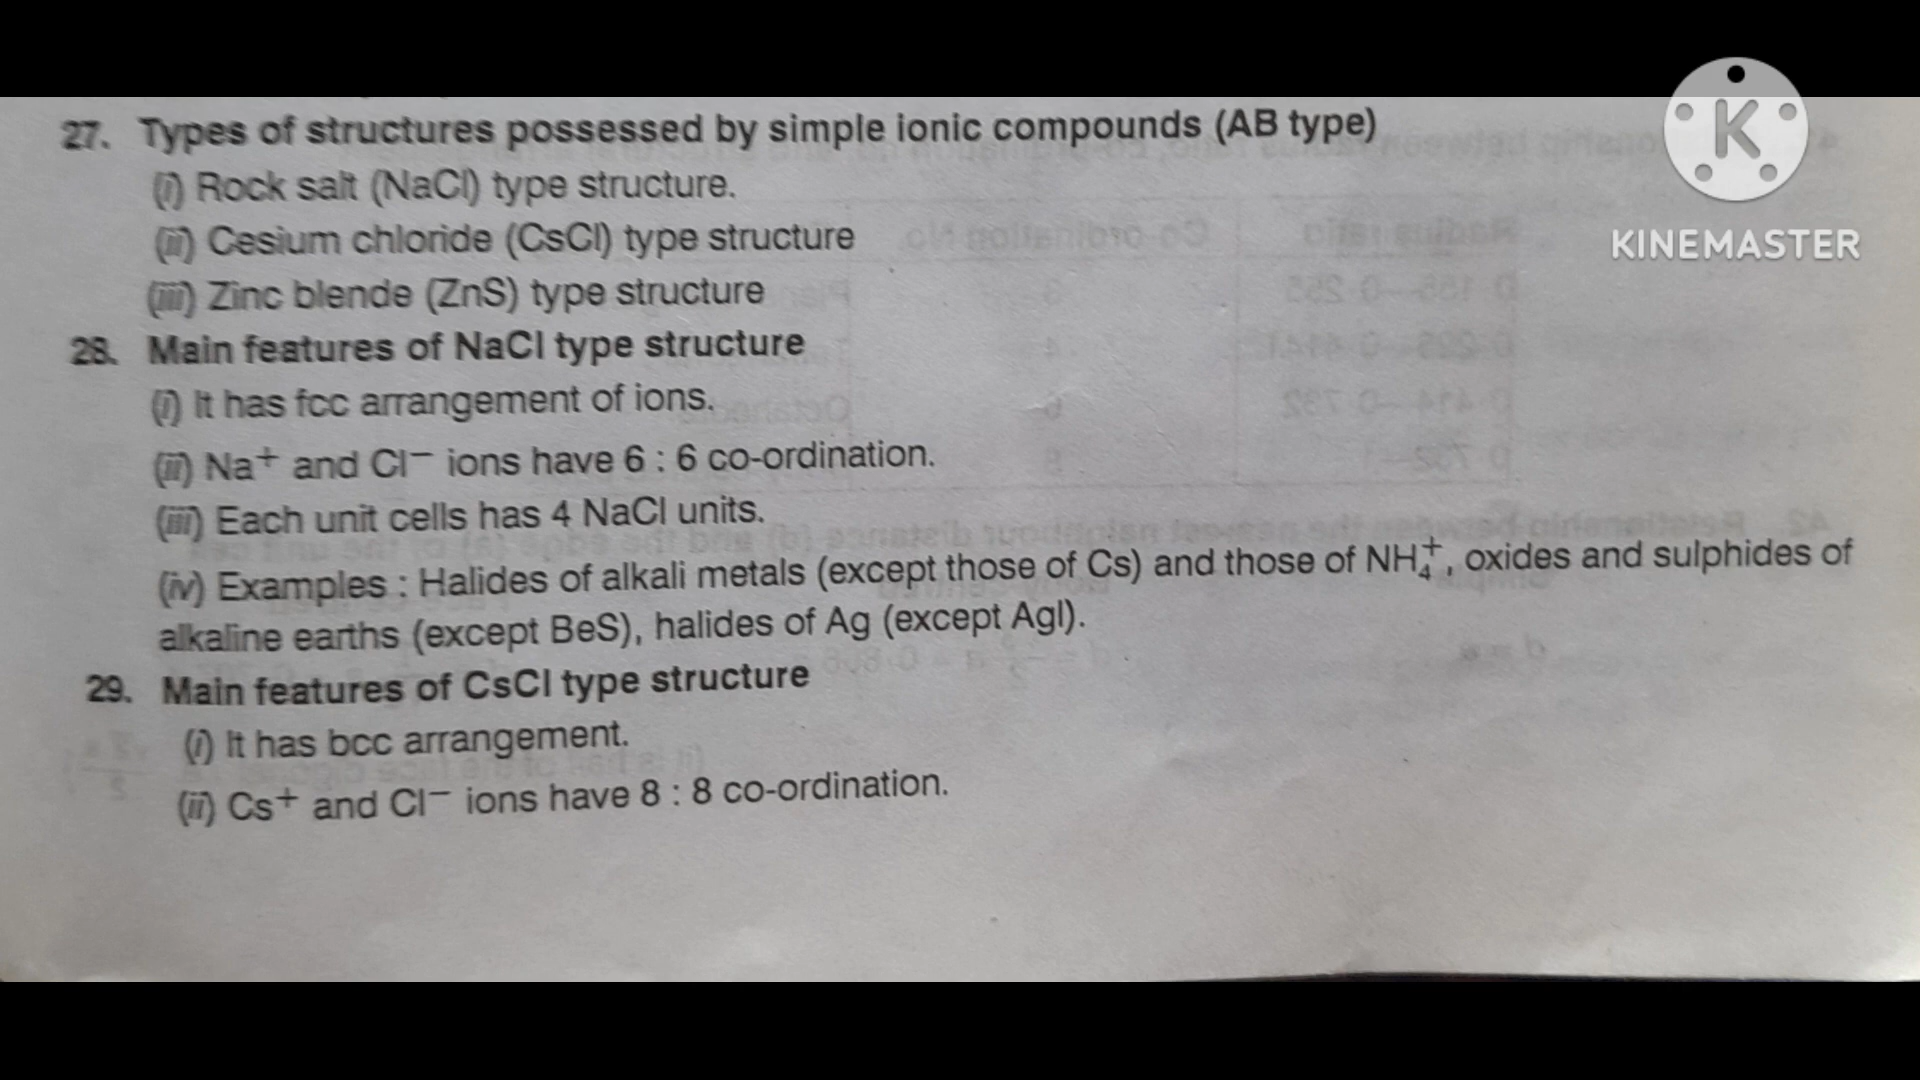 27. Types of structures possessed by simple ionic compounds (AB type)
(i) Rock salt (NaCl) type structure.
(ii) Cesium chloride (CsCl) type structure
(iii) Zinc blende (ZnS) type structure
28. Main features of NaCl type structure
(i) It has fcc arrangement of ions.
(ii) Na⁺ and Cl⁻ ions have 6 : 6 co-ordination.
(iii) Each unit cells has 4 NaCl units.
(iv) Examples : Halides of alkali metals (except those of Cs) and those of NH₄⁺, oxides and sulphides of
alkaline earths (except BeS), halides of Ag (except AgI).
29. Main features of CsCl type structure
(i) It has bcc arrangement.
(ii) Cs⁺ and Cl⁻ ions have 8 : 8 co-ordination.
K
KINEMASTER